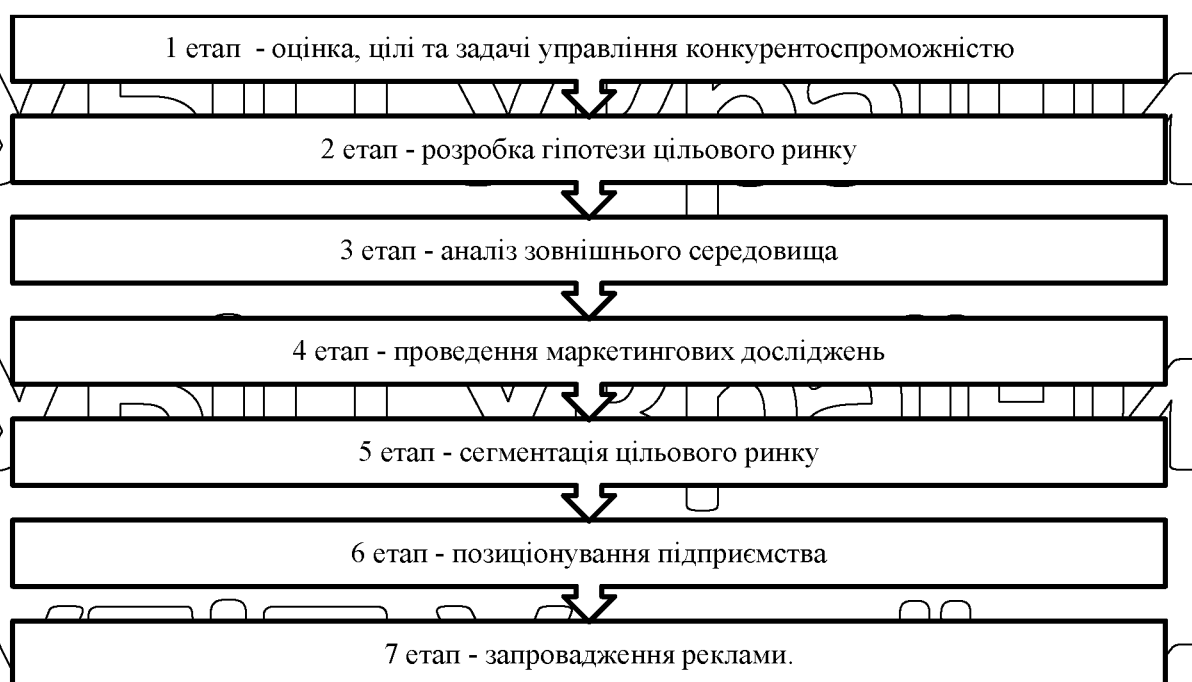 1 етап - оцінка, цілі та задачі управління конкурентоспроможністю
2 етап - розробка гіпотези цільового ринку
3 етап - аналіз зовнішнього середовища
4 етап - проведення маркетингових досліджень
5 етап - сегментація цільового ринку
6 етап - позиціонування підприємства
7 етап - запровадження реклами.